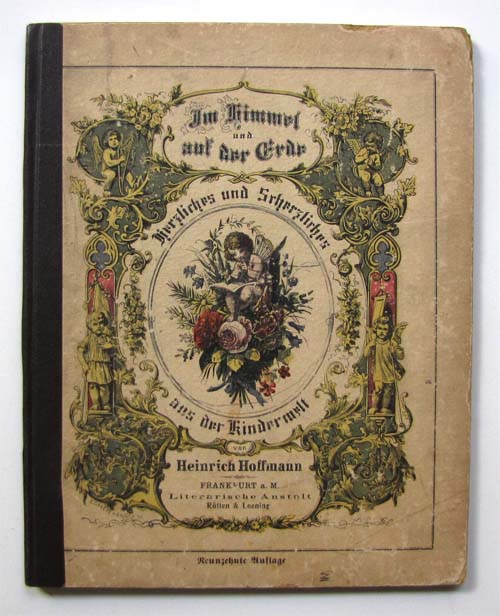 Im Himmel
und
auf der Erde
Herzliches und Scherzliches
aus der Kinderwelt
von
Heinrich Hoffmann
FRANKFURT a. M.
Literarische Anstalt
Rütten & Loening
Neunzehnte Auflage